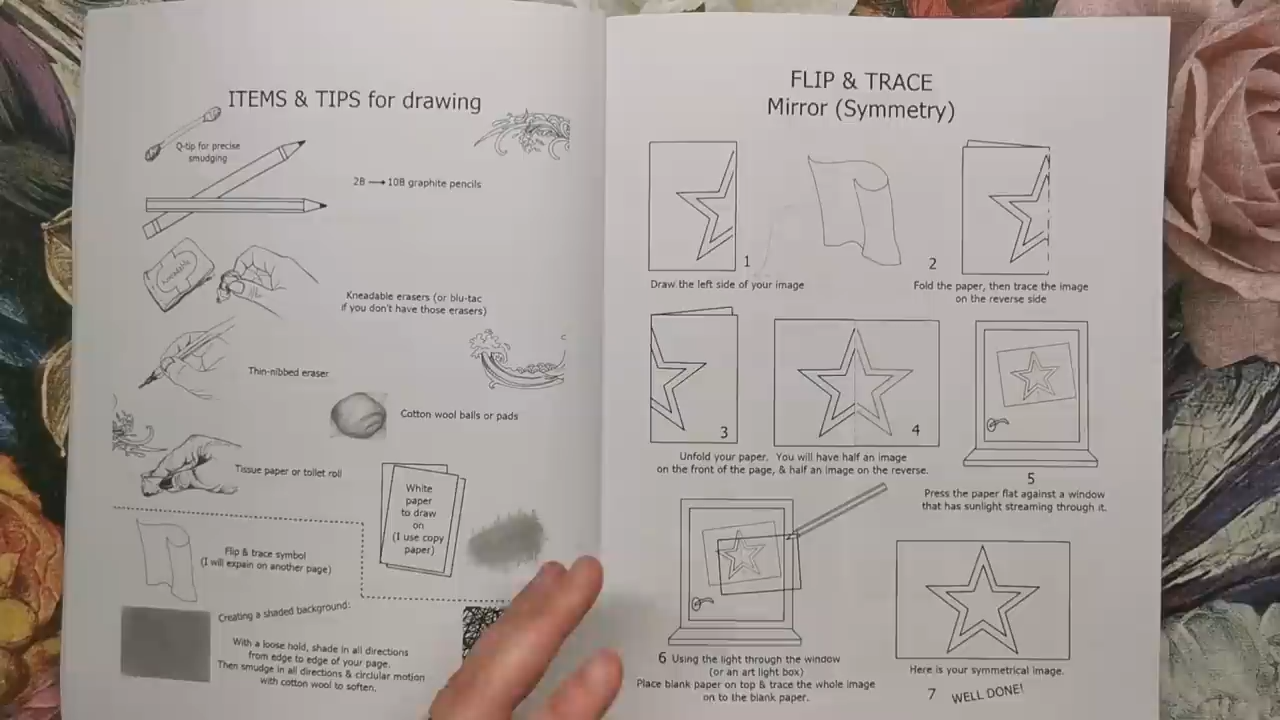 ITEMS & TIPS for drawing
Q-tip for precise
smudging
2B → 10B graphite pencils
KNEADABLE
Kneadable erasers (or blu-tac
if you don't have those erasers)
Thin-nibbed eraser
Cotton wool balls or pads
Tissue paper or toilet roll
White
paper
to draw
on
(I use copy
paper)
Flip & trace symbol
(I will expain on another page)
Creating a shaded background:
With a loose hold, shade in all directions
from edge to edge of your page.
Then smudge in all directions & circlular motion
with cotton wool to soften.
FLIP & TRACE
Mirror (Symmetry)
1
Draw the left side of your image
2
Fold the paper, then trace the image
on the reverse side
3
4
Unfold your paper. You will have half an image
on the front of the page, & half an image on the reverse.
5
Press the paper flat against a window
that has sunlight streaming through it.
6 Using the light through the window
(or an art light box)
Place blank paper on top & trace the whole image
on to the blank paper.
Here is your symmetrical image.
7 WELL DONE!